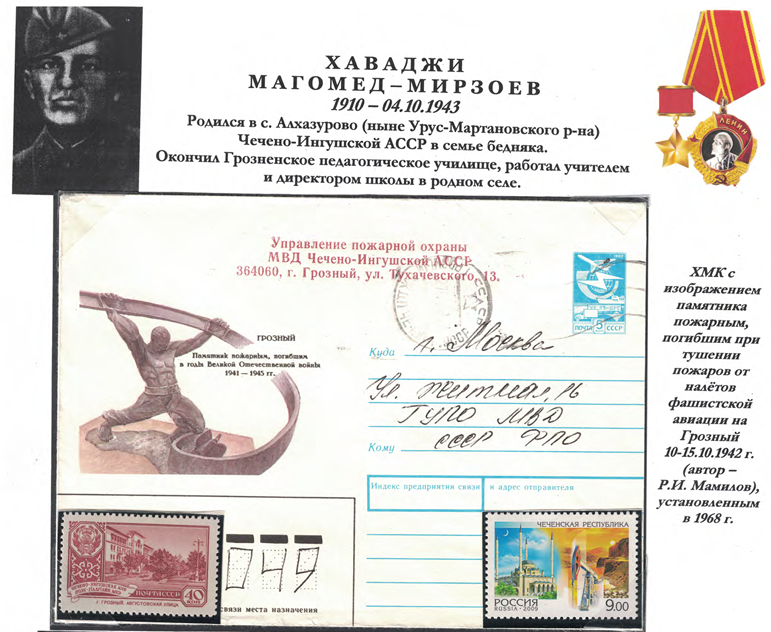 ХАВАДЖИ
МАГОМЕД–МИРЗОЕВ
1910 – 04.10.1943
Родился в с. Алхазурово (ныне Урус-Мартановского р-на)
Чечено-Ингушской АССР в семье бедняка.
Окончил Грозненское педагогическое училище, работал учителем
и директором школы в родном селе.
ЛЕНИН
Управление пожарной охраны
МВД Чечено-Ингушской АССР
364060, г. Грозный, ул. Тухачевского, 13.
ПОЧТА 5 СССР
ГРОЗНЫЙ
Памятник пожарным, погибшим
в годы Великой Отечественной войны
1941 — 1945 гг.
Куда г. Москва
ул. Житная, 16
ГУПО МВД
Кому СССР РПО
Индекс предприятия связи и адрес отправителя
ХМК с
изображением
памятника
пожарным,
погибшим при
тушении
пожаров от
налётов
фашистской
авиации на
Грозный
10-15.10.1942 г.
(автор –
Р.И. Мамилов),
установленным
в 1968 г.
ПОЧТА СССР 40
г. ГРОЗНЫЙ. АВГУСТОВСКАЯ УЛИЦА
049
связи места назначения
ЧЕЧЕНСКАЯ РЕСПУБЛИКА
РОССИЯ
RUSSIA · 2009
9.00